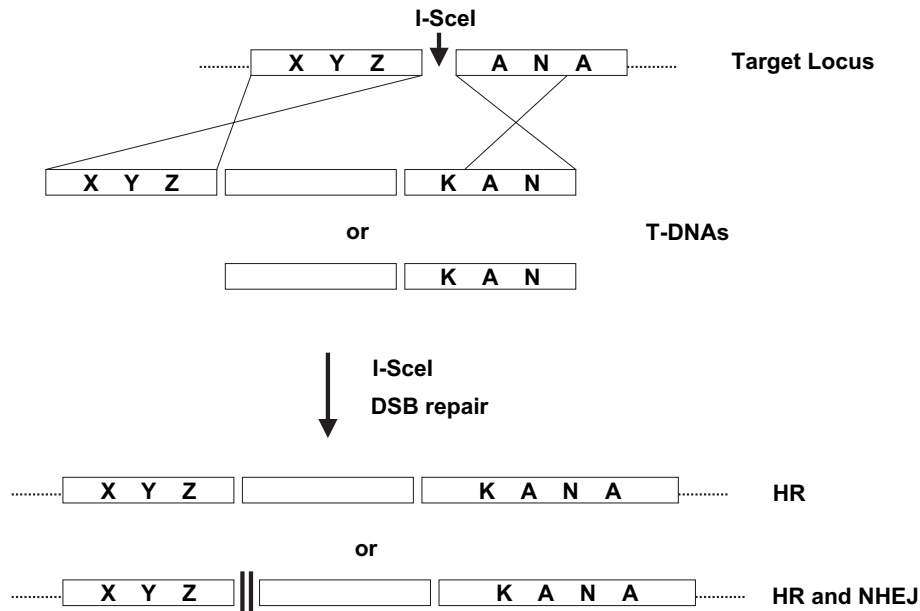 I-SceI
X Y Z A N A Target Locus
X Y Z K A N
or T-DNAs
K A N
I-SceI
DSB repair
X Y Z K A N A HR
or
X Y Z K A N A HR and NHEJ